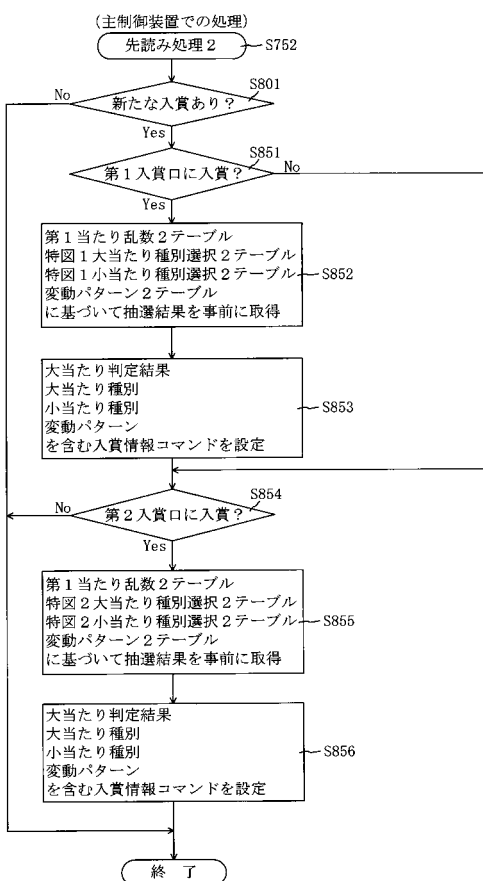 (主制御装置での処理)
先読み処理2
S752
S801
No
新たな入賞あり?
Yes
S851
第1入賞口に入賞?
No
Yes
第1当たり乱数2テーブル
特図1大当たり種別選択2テーブル
特図1小当たり種別選択2テーブル
変動パターン2テーブル
に基づいて抽選結果を事前に取得
S852
大当たり判定結果
大当たり種別
小当たり種別
変動パターン
を含む入賞情報コマンドを設定
S853
S854
No
第2入賞口に入賞?
Yes
第1当たり乱数2テーブル
特図2大当たり種別選択2テーブル
特図2小当たり種別選択2テーブル
変動パターン2テーブル
に基づいて抽選結果を事前に取得
S855
大当たり判定結果
大当たり種別
小当たり種別
変動パターン
を含む入賞情報コマンドを設定
S856
終 了